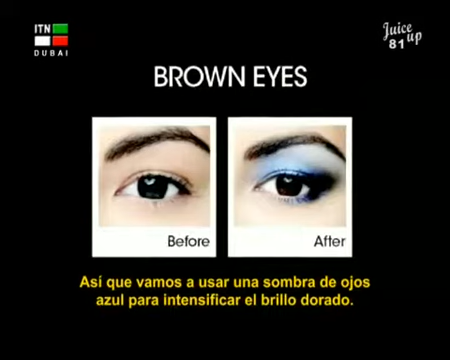 ITN
DUBAI
Juice
up
81
BROWN EYES
Before
After
Así que vamos a usar una sombra de ojos
azul para intensificar el brillo dorado.